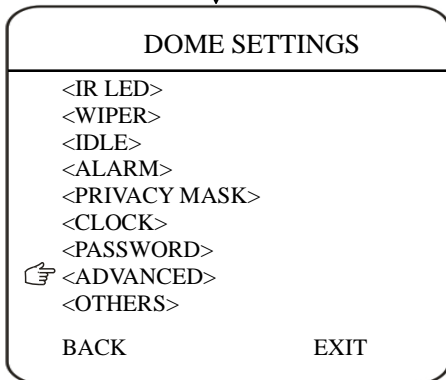 DOME SETTINGS
<IR LED>
<WIPER>
<IDLE>
<ALARM>
<PRIVACY MASK>
<CLOCK>
<PASSWORD>
<ADVANCED>
<OTHERS>
BACK EXIT